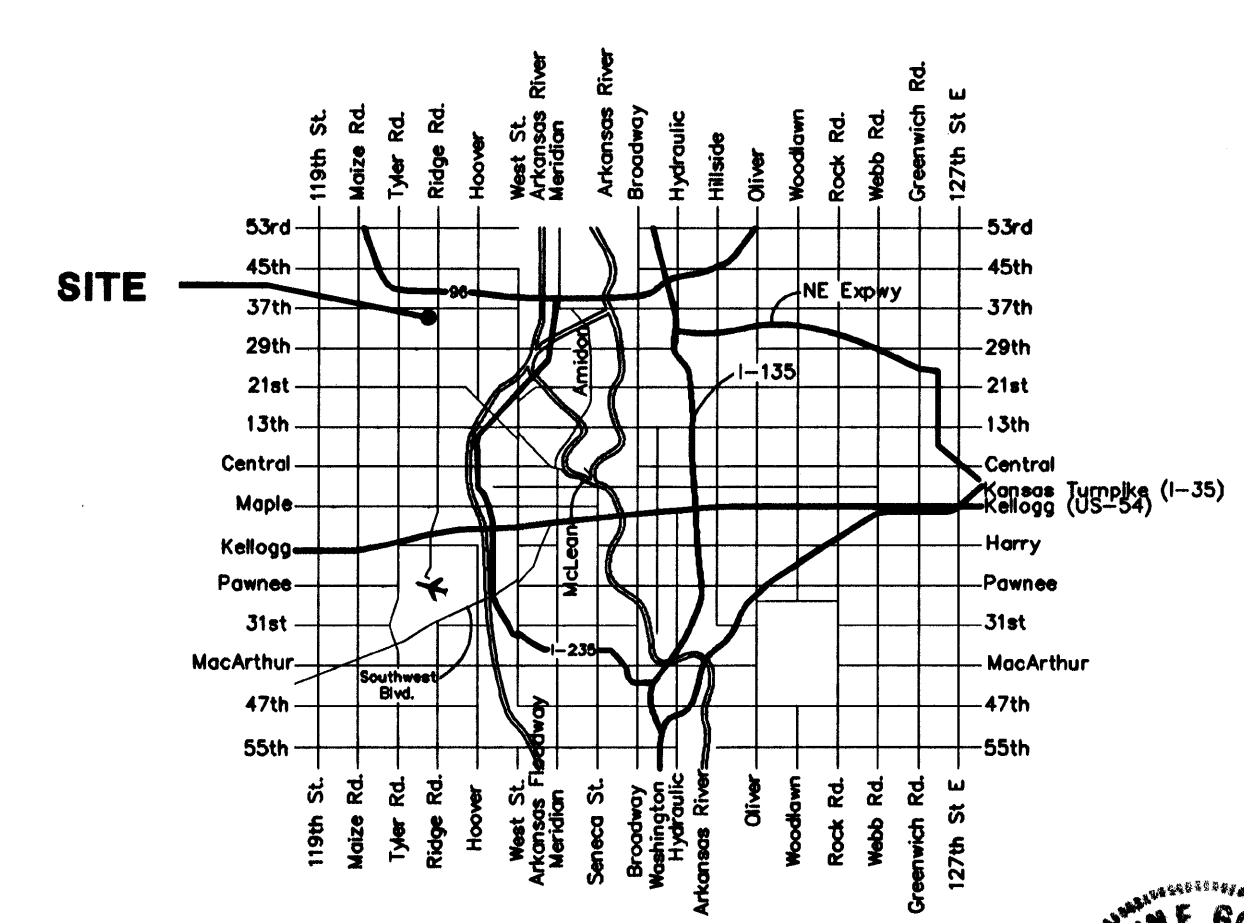 119th St.
Maize Rd.
Tyler Rd.
Ridge Rd.
Hoover
West St.
Arkansas River
Meridian
Arkansas River
Broadway
Hydraulic
Hillside
Oliver
Woodlawn
Rock Rd.
Webb Rd.
Greenwich Rd.
127th St E
53rd
53rd
45th
45th
SITE
96
NE Expwy
37th
37th
29th
29th
Amidon
I-135
21st
21st
13th
13th
Central
Central
Kansas Turnpike (I-35)
Maple
Kellogg (US-54)
Kellogg
Harry
McLean
Pawnee
Pawnee
31st
31st
I-235
MacArthur
MacArthur
Southwest
Blvd.
47th
47th
55th
55th
119th St.
Maize Rd.
Tyler Rd.
Ridge Rd.
Hoover
West St.
Arkansas Floodway
Meridian
Seneca St.
Broadway
Washington
Hydraulic
Arkansas River
Oliver
Woodlawn
Rock Rd.
Webb Rd.
Greenwich Rd.
127th St E